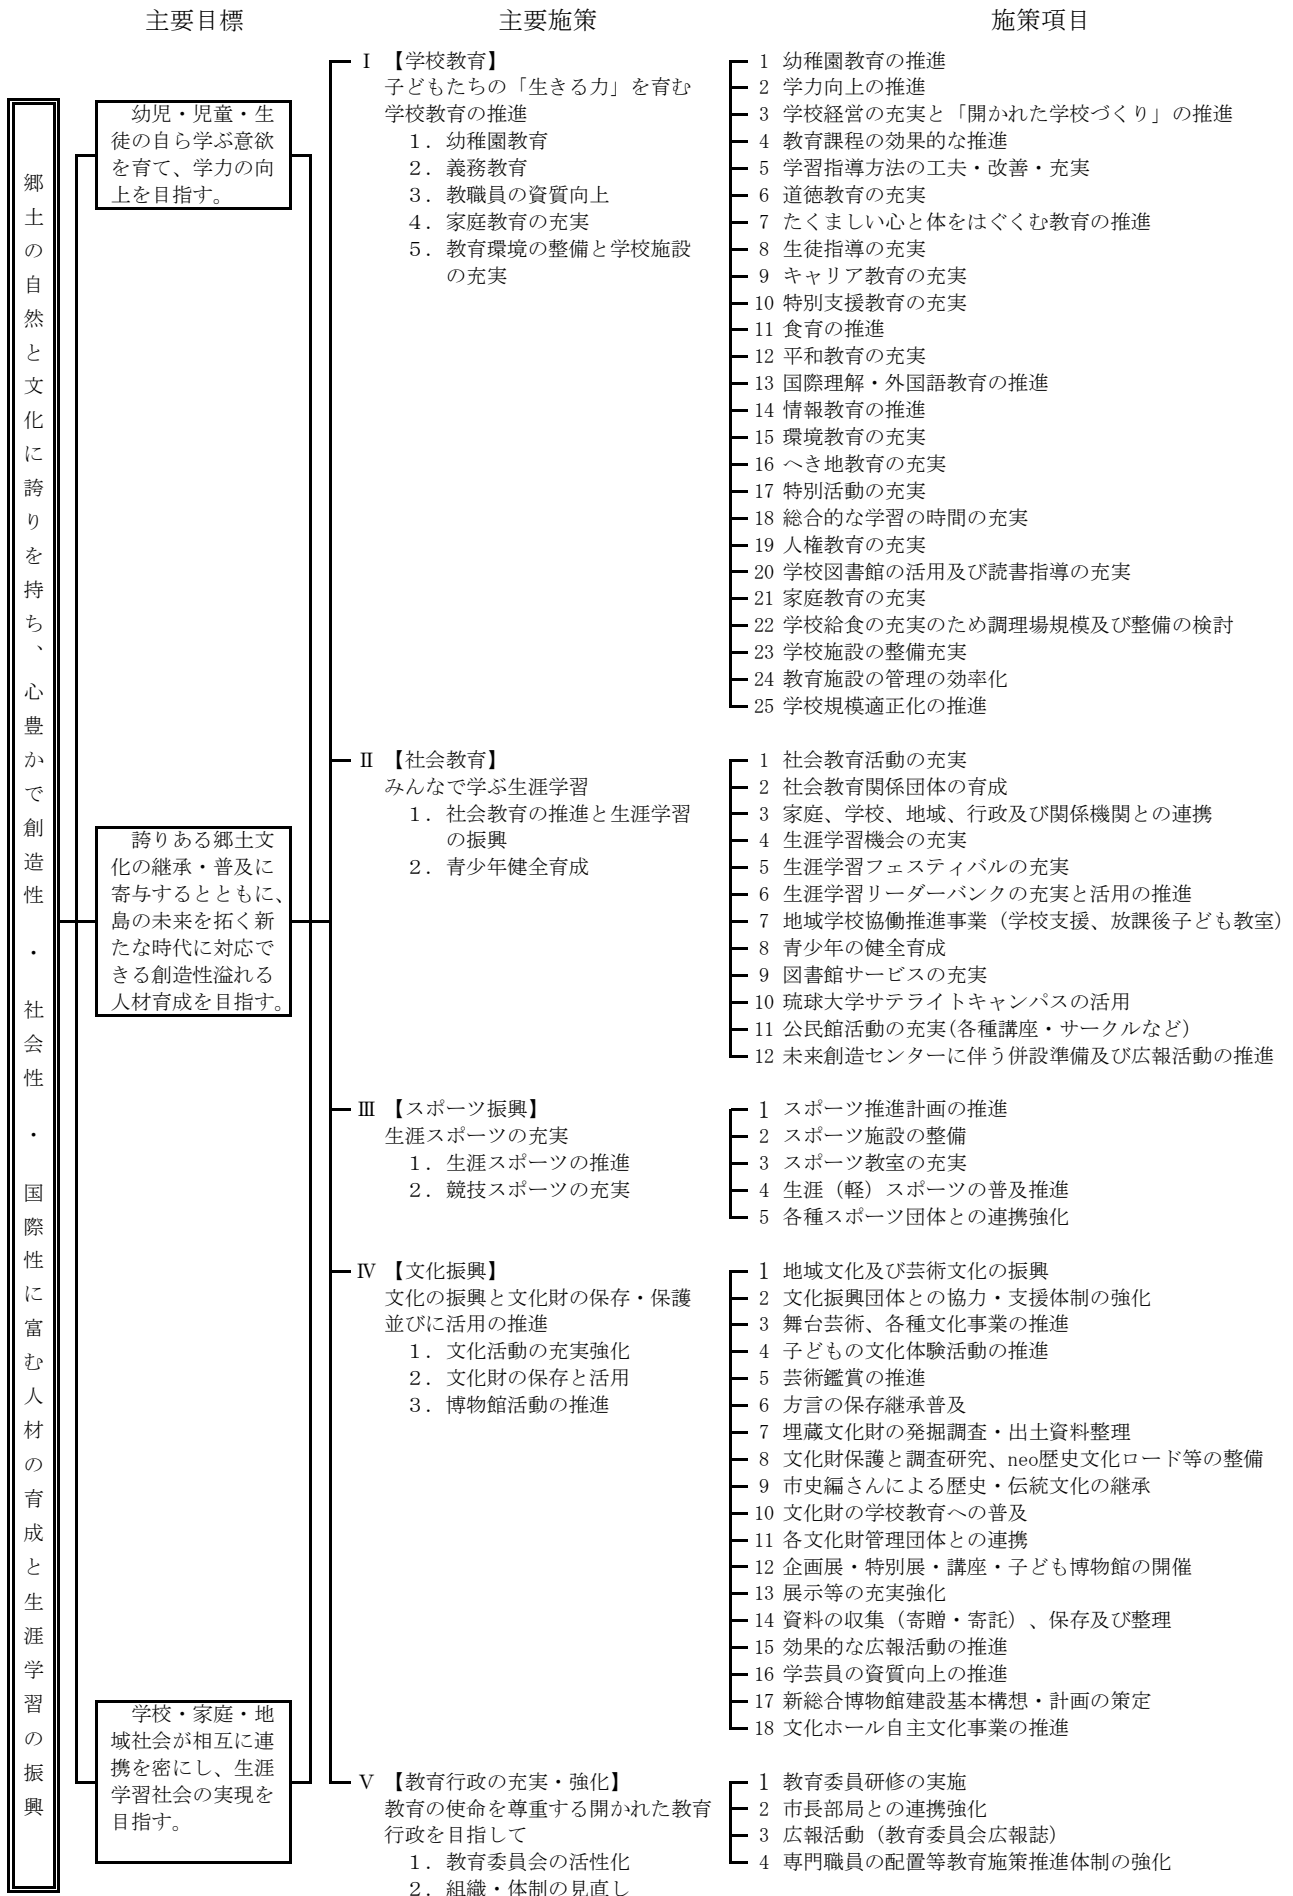 主要目標
主要施策
施策項目
郷土の自然と文化に誇りを持ち、心豊かで創造性・社会性・国際性に富む人材の育成と生涯学習の振興
幼児・児童・生
徒の自ら学ぶ意欲
を育て、学力の向
上を目指す。
誇りある郷土文
化の継承・普及に
寄与するとともに、
島の未来を拓く新
たな時代に対応で
きる創造性溢れる
人材育成を目指す。
学校・家庭・地
域社会が相互に連
携を密にし、生涯
学習社会の実現を
目指す。
Ⅰ 【学校教育】
子どもたちの「生きる力」を育む
学校教育の推進
1．幼稚園教育
2．義務教育
3．教職員の資質向上
4．家庭教育の充実
5．教育環境の整備と学校施設
の充実
1 幼稚園教育の推進
2 学力向上の推進
3 学校経営の充実と「開かれた学校づくり」の推進
4 教育課程の効果的な推進
5 学習指導方法の工夫・改善・充実
6 道徳教育の充実
7 たくましい心と体をはぐくむ教育の推進
8 生徒指導の充実
9 キャリア教育の充実
10 特別支援教育の充実
11 食育の推進
12 平和教育の充実
13 国際理解・外国語教育の推進
14 情報教育の推進
15 環境教育の充実
16 へき地教育の充実
17 特別活動の充実
18 総合的な学習の時間の充実
19 人権教育の充実
20 学校図書館の活用及び読書指導の充実
21 家庭教育の充実
22 学校給食の充実のため調理場規模及び整備の検討
23 学校施設の整備充実
24 教育施設の管理の効率化
25 学校規模適正化の推進
Ⅱ 【社会教育】
みんなで学ぶ生涯学習
1．社会教育の推進と生涯学習
の振興
2．青少年健全育成
1 社会教育活動の充実
2 社会教育関係団体の育成
3 家庭、学校、地域、行政及び関係機関との連携
4 生涯学習機会の充実
5 生涯学習フェスティバルの充実
6 生涯学習リーダーバンクの充実と活用の推進
7 地域学校協働推進事業（学校支援、放課後子ども教室）
8 青少年の健全育成
9 図書館サービスの充実
10 琉球大学サテライトキャンパスの活用
11 公民館活動の充実(各種講座・サークルなど)
12 未来創造センターに伴う併設準備及び広報活動の推進
Ⅲ 【スポーツ振興】
生涯スポーツの充実
1．生涯スポーツの推進
2．競技スポーツの充実
1 スポーツ推進計画の推進
2 スポーツ施設の整備
3 スポーツ教室の充実
4 生涯（軽）スポーツの普及推進
5 各種スポーツ団体との連携強化
Ⅳ 【文化振興】
文化の振興と文化財の保存・保護
並びに活用の推進
1．文化活動の充実強化
2．文化財の保存と活用
3．博物館活動の推進
1 地域文化及び芸術文化の振興
2 文化振興団体との協力・支援体制の強化
3 舞台芸術、各種文化事業の推進
4 子どもの文化体験活動の推進
5 芸術鑑賞の推進
6 方言の保存継承普及
7 埋蔵文化財の発掘調査・出土資料整理
8 文化財保護と調査研究、neo歴史文化ロード等の整備
9 市史編さんによる歴史・伝統文化の継承
10 文化財の学校教育への普及
11 各文化財管理団体との連携
12 企画展・特別展・講座・子ども博物館の開催
13 展示等の充実強化
14 資料の収集（寄贈・寄託）、保存及び整理
15 効果的な広報活動の推進
16 学芸員の資質向上の推進
17 新総合博物館建設基本構想・計画の策定
18 文化ホール自主文化事業の推進
Ⅴ 【教育行政の充実・強化】
教育の使命を尊重する開かれた教育
行政を目指して
1．教育委員会の活性化
2．組織・体制の見直し
1 教育委員研修の実施
2 市長部局との連携強化
3 広報活動（教育委員会広報誌）
4 専門職員の配置等教育施策推進体制の強化